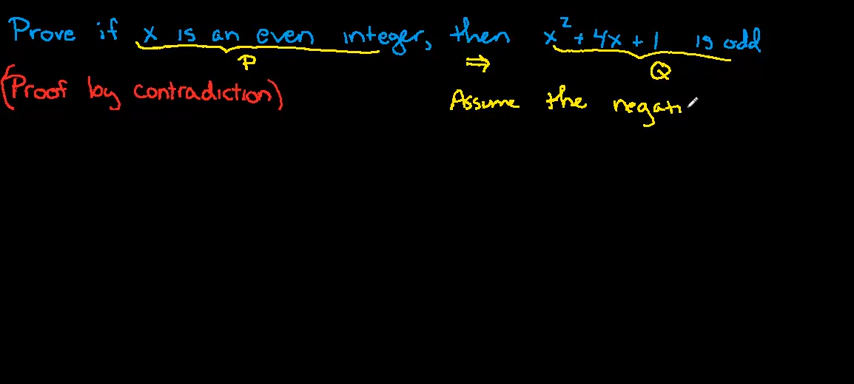 Prove if x is an even integer, then x² + 4x + 1 is odd
P ⇒ Q
(Proof by contradiction) Assume the negati